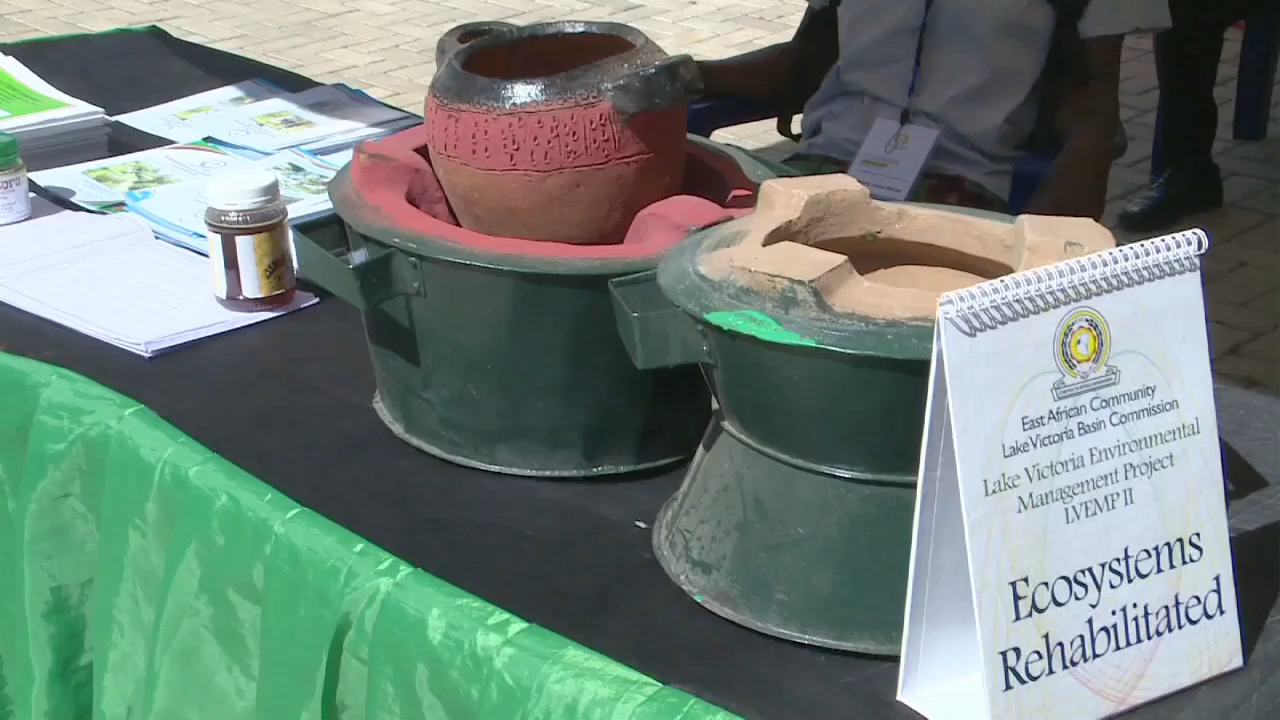 East African Community
Lake Victoria Basin Commission
Lake Victoria Environmental
Management Project
LVEMP II
Ecosystems
Rehabilitated